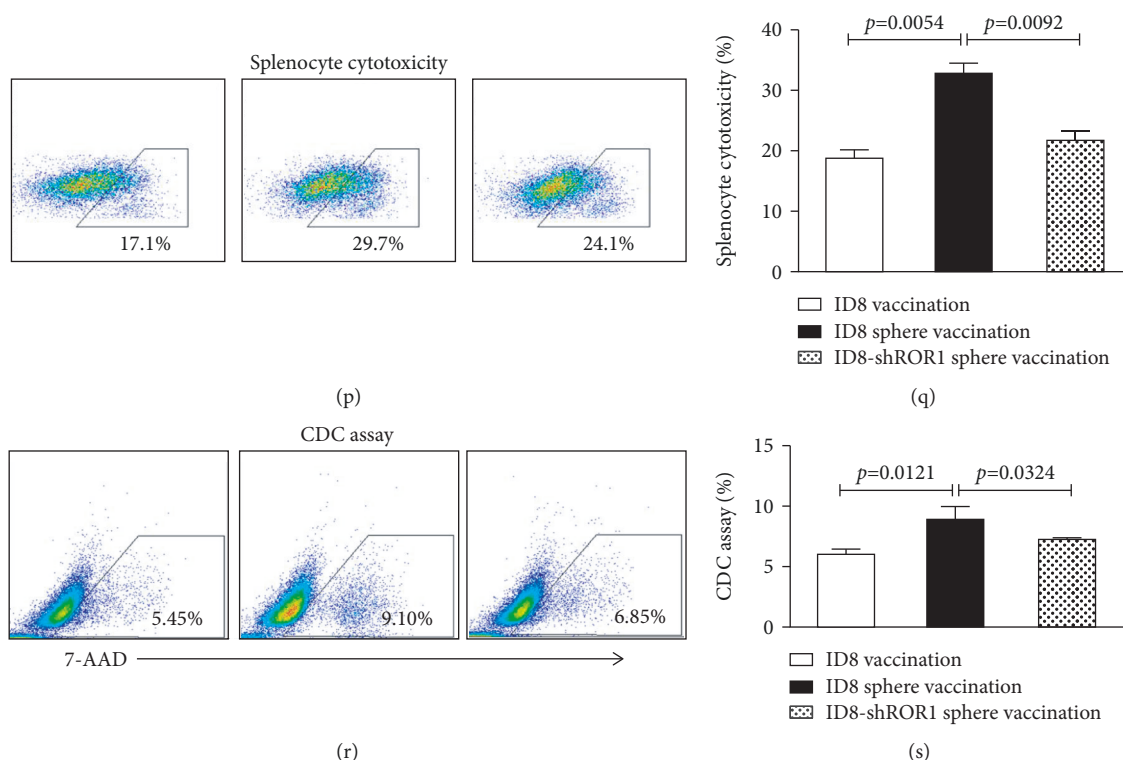 Splenocyte cytotoxicity
17.1%
29.7%
24.1%
(p)
p=0.0054
p=0.0092
Splenocyte cytotoxicity (%)
40
30
20
10
0
ID8 vaccination
ID8 sphere vaccination
ID8-shROR1 sphere vaccination
(q)
CDC assay
5.45%
9.10%
6.85%
7-AAD
(r)
p=0.0121
p=0.0324
CDC assay (%)
15
10
5
0
ID8 vaccination
ID8 sphere vaccination
ID8-shROR1 sphere vaccination
(s)